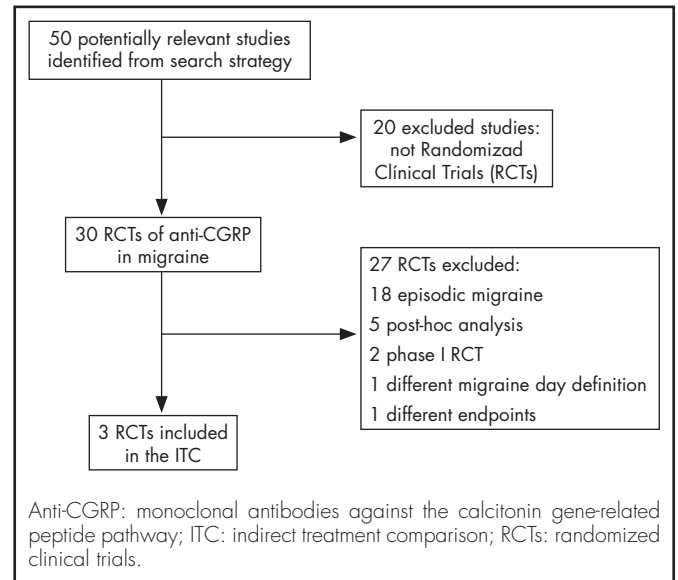 50 potentially relevant studies
identified from search strategy
20 excluded studies:
not Randomizad
Clínical Trials (RCTs)
30 RCTs of anti-CGRP
in migraine
27 RCTs excluded:
18 episodic migraine
5 post-hoc analysis
2 phase I RCT
1 different migraine day definition
1 different endpoints
3 RCTs included
in the ITC
Anti-CGRP: monoclonal antibodies against the calcitonin gene-related
peptide pathway; ITC: indirect treatment comparison; RCTs: randomized
clinical trials.